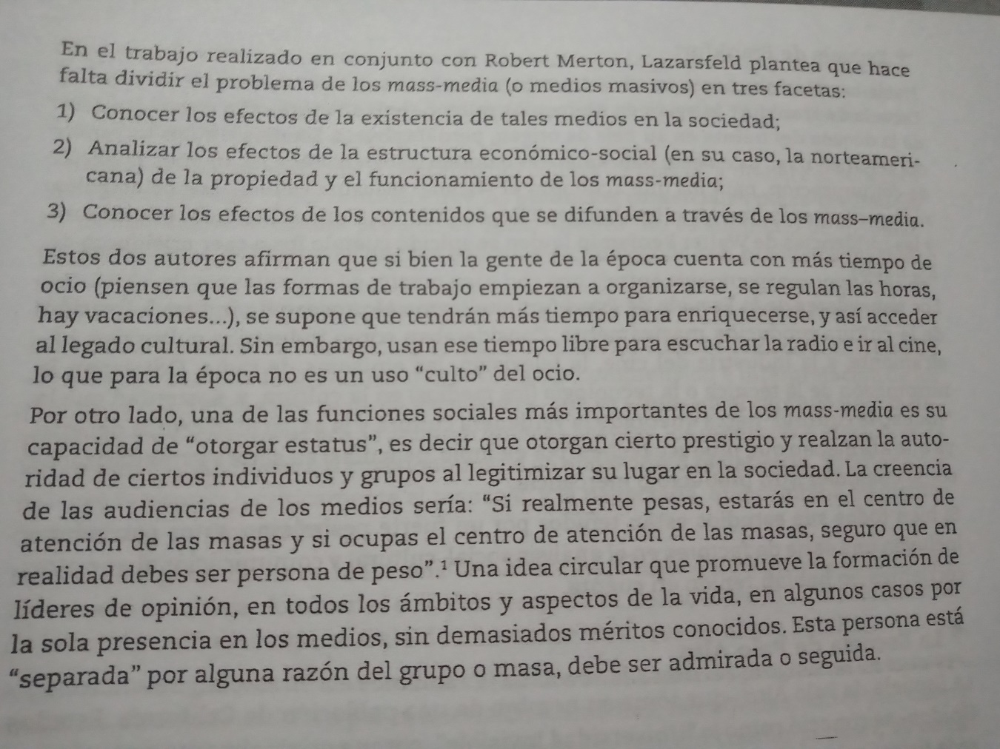 En el trabajo realizado en conjunto con Robert Merton, Lazarsfeld plantea que hace
falta dividir el problema de los mass-media (o medios masivos) en tres facetas:
1) Conocer los efectos de la existencia de tales medios en la sociedad;
2) Analizar los efectos de la estructura económico-social (en su caso, la norteameri-
cana) de la propiedad y el funcionamiento de los mass-media;
3) Conocer los efectos de los contenidos que se difunden a través de los mass-media.
Estos dos autores afirman que si bien la gente de la época cuenta con más tiempo de
ocio (piensen que las formas de trabajo empiezan a organizarse, se regulan las horas,
hay vacaciones...), se supone que tendrán más tiempo para enriquecerse, y así acceder
al legado cultural. Sin embargo, usan ese tiempo libre para escuchar la radio e ir al cine,
lo que para la época no es un uso “culto” del ocio.
Por otro lado, una de las funciones sociales más importantes de los mass-media es su
capacidad de “otorgar estatus”, es decir que otorgan cierto prestigio y realzan la auto-
ridad de ciertos individuos y grupos al legitimizar su lugar en la sociedad. La creencia
de las audiencias de los medios sería: “Si realmente pesas, estarás en el centro de
atención de las masas y si ocupas el centro de atención de las masas, seguro que en
realidad debes ser persona de peso”.¹ Una idea circular que promueve la formación de
líderes de opinión, en todos los ámbitos y aspectos de la vida, en algunos casos por
la sola presencia en los medios, sin demasiados méritos conocidos. Esta persona está
“separada” por alguna razón del grupo o masa, debe ser admirada o seguida.